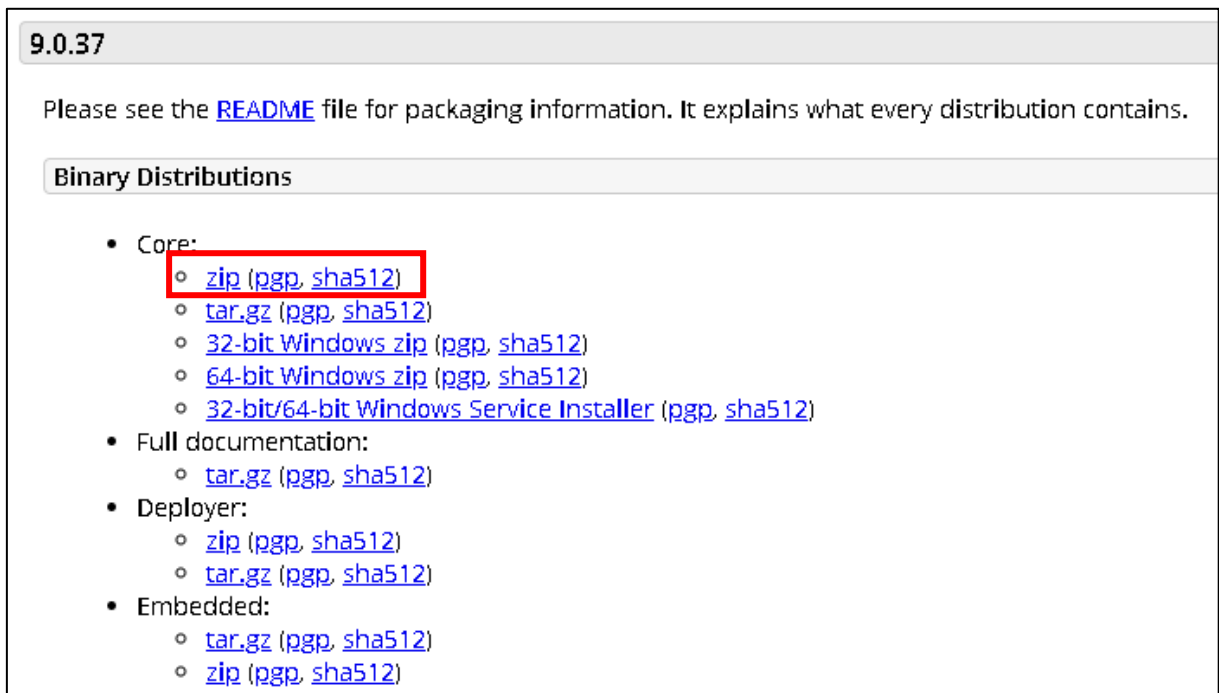 9.0.37
Please see the README file for packaging information. It explains what every distribution contains.
Binary Distributions
• Core:
○ zip (pgp, sha512)
○ tar.gz (pgp, sha512)
○ 32-bit Windows zip (pgp, sha512)
○ 64-bit Windows zip (pgp, sha512)
○ 32-bit/64-bit Windows Service Installer (pgp, sha512)
• Full documentation:
○ tar.gz (pgp, sha512)
• Deployer:
○ zip (pgp, sha512)
○ tar.gz (pgp, sha512)
• Embedded:
○ tar.gz (pgp, sha512)
○ zip (pgp, sha512)